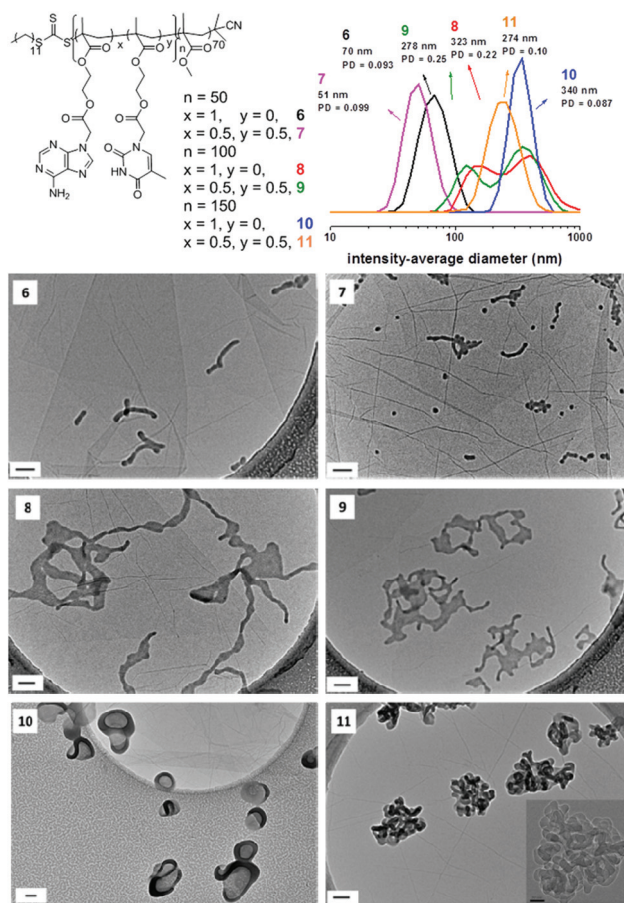 S
S
S
11
x
y
n
70
CN
O O
O O
O O
O
O
O
O
O
O
N
N
N
N
NH₂
O
N
HN
O
n = 50
x = 1, y = 0, 6
x = 0.5, y = 0.5, 7
n = 100
x = 1, y = 0, 8
x = 0.5, y = 0.5, 9
n = 150
x = 1, y = 0, 10
x = 0.5, y = 0.5, 11
6
70 nm
PD = 0.093
9
278 nm
PD = 0.25
8
323 nm
PD = 0.22
11
274 nm
PD = 0.10
7
51 nm
PD = 0.099
10
340 nm
PD = 0.087
10 100 1000
intensity-average diameter (nm)
6
7
8
9
10
11